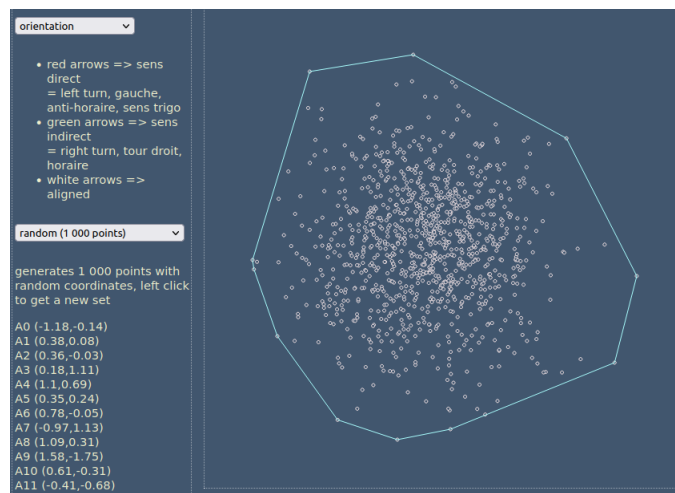 orientation
red arrows => sens
direct
= left turn, gauche,
anti-horaire, sens trigo
green arrows => sens
indirect
= right turn, tour droit,
horaire
white arrows =>
aligned
random (1 000 points)
generates 1 000 points with
random coordinates, left click
to get a new set
A0 (-1.18,-0.14)
A1 (0.38,0.08)
A2 (0.36,-0.03)
A3 (0.18,1.11)
A4 (1.1,0.69)
A5 (0.35,0.24)
A6 (0.78,-0.05)
A7 (-0.97,1.13)
A8 (1.09,0.31)
A9 (1.58,-1.75)
A10 (0.61,-0.31)
A11 (-0.41,-0.68)